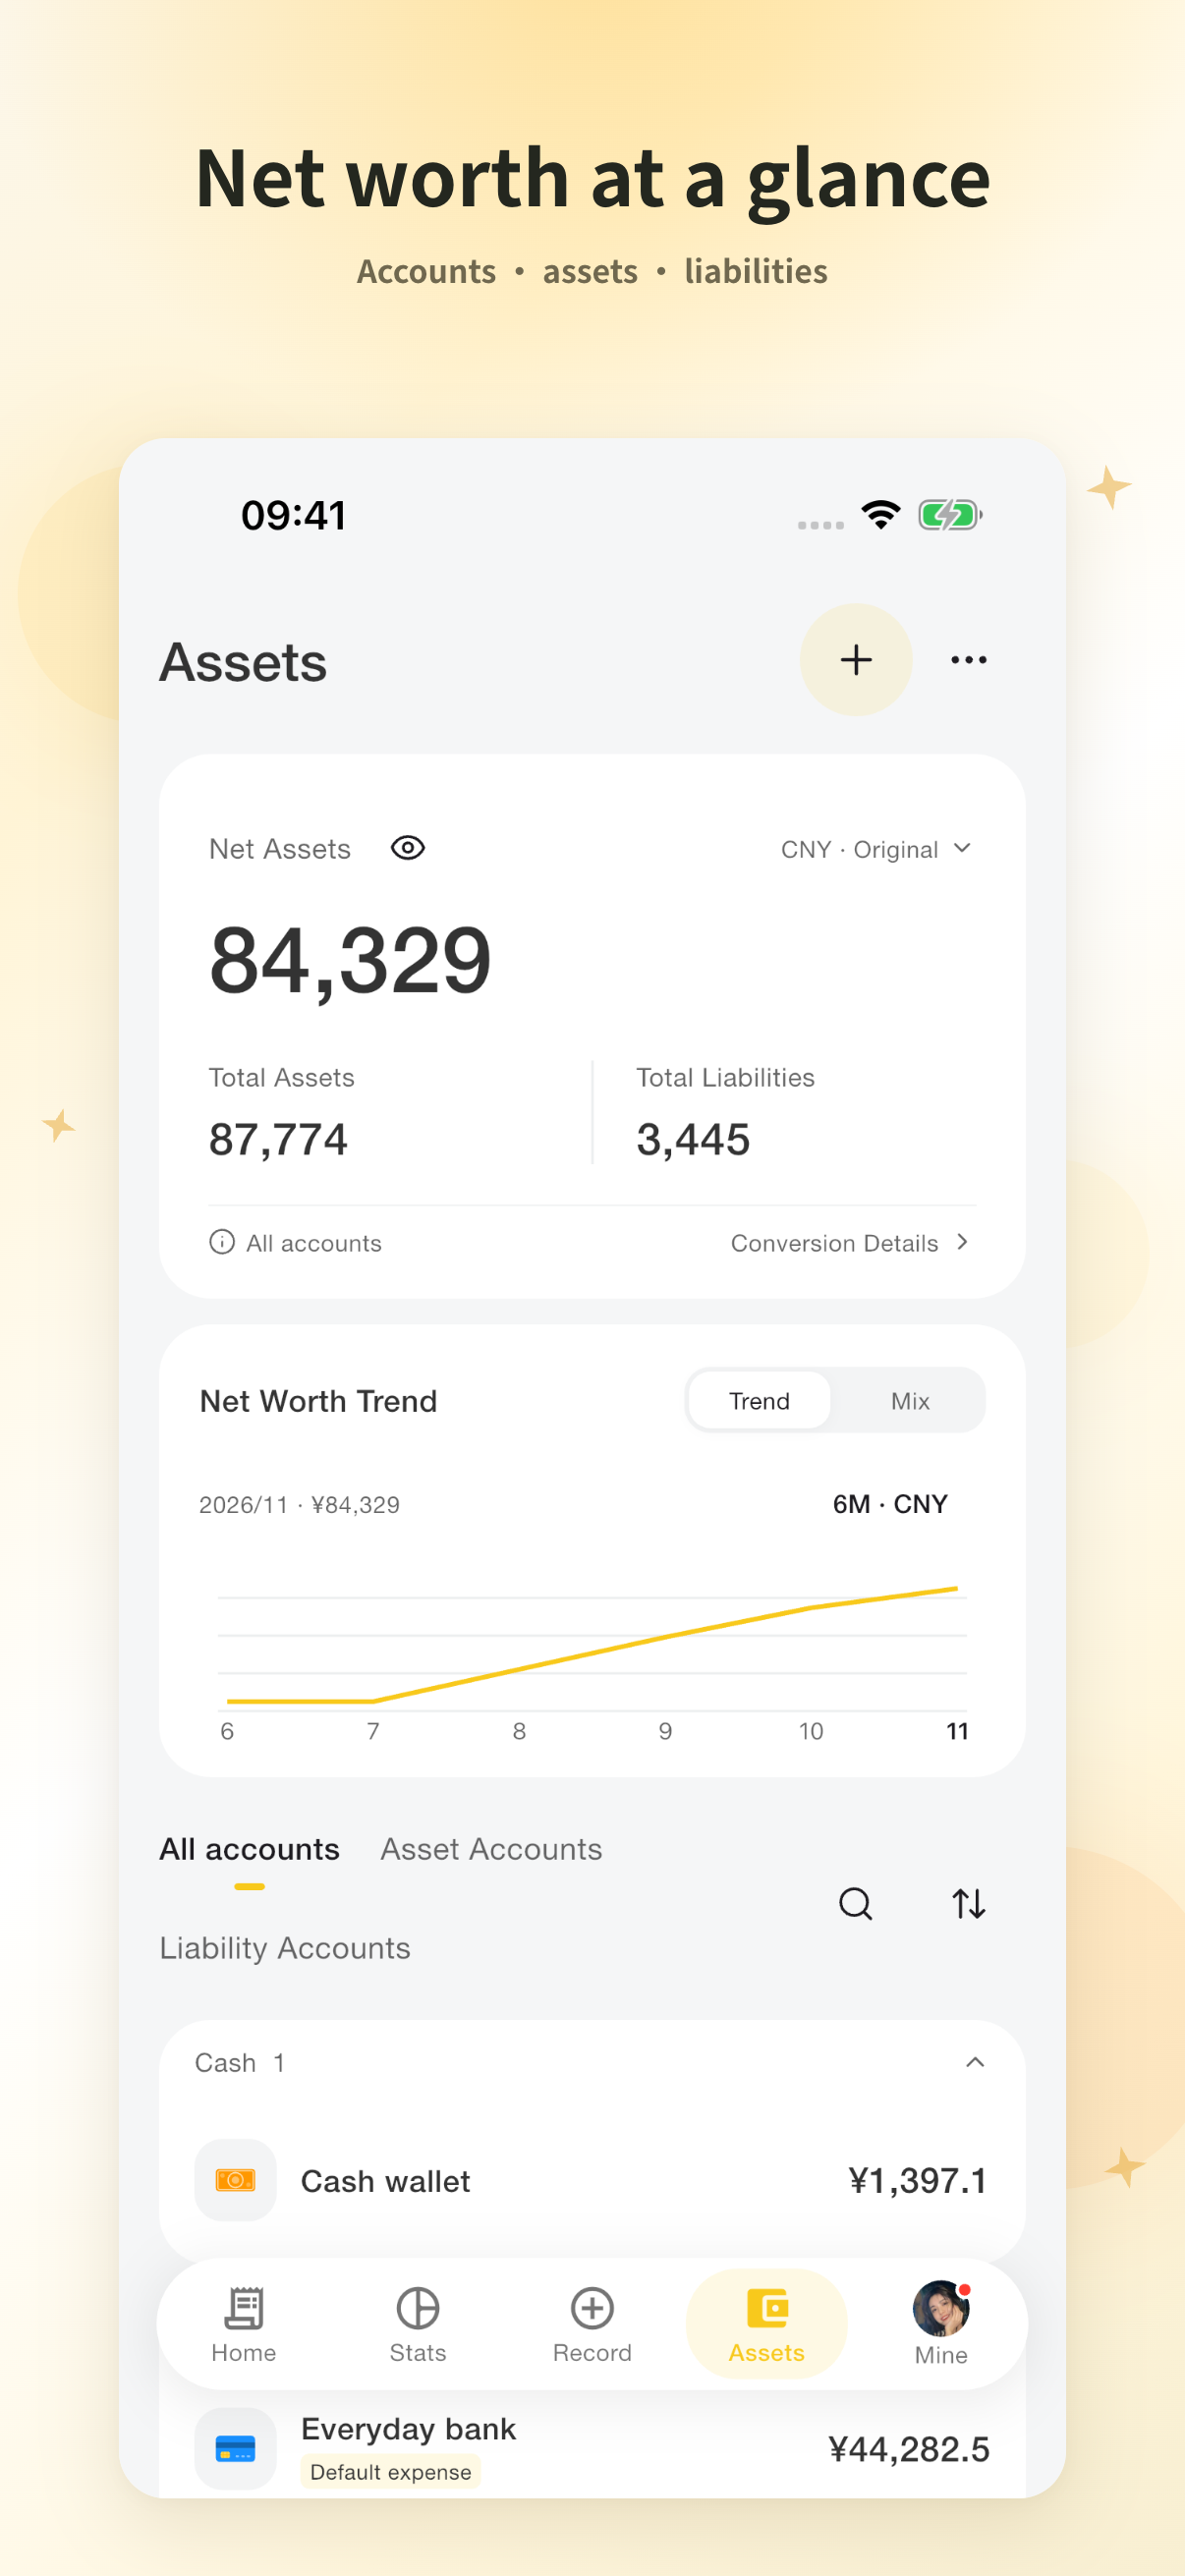 Net worth at a glance
Accounts • assets • liabilities
09:41
Assets
Net Assets
CNY · Original
84,329
Total Assets
Total Liabilities
87,774
3,445
All accounts
Conversion Details
Net Worth Trend
Trend
Mix
2026/11 · ¥84,329
6M · CNY
6 7 8 9 10 11
All accounts
Asset Accounts
Liability Accounts
Cash 1
Cash wallet
¥1,397.1
Home
Stats
Record
Assets
Mine
Everyday bank
¥44,282.5
Default expense